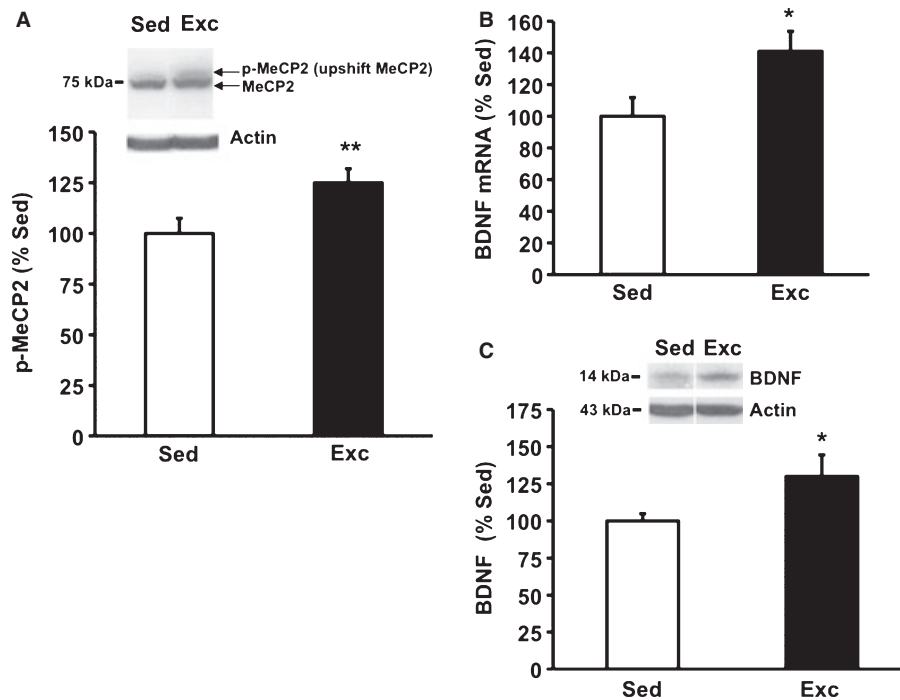 A
Sed Exc
75 kDa
p-MeCP2 (upshift MeCP2)
MeCP2
Actin
p-MeCP2 (% Sed)
150
125
100
75
50
25
0
**
Sed
Exc
B
BDNF mRNA (% Sed)
160
140
120
100
80
60
40
20
0
*
Sed
Exc
C
Sed Exc
14 kDa
BDNF
43 kDa
Actin
BDNF (% Sed)
175
150
125
100
75
50
25
0
*
Sed
Exc